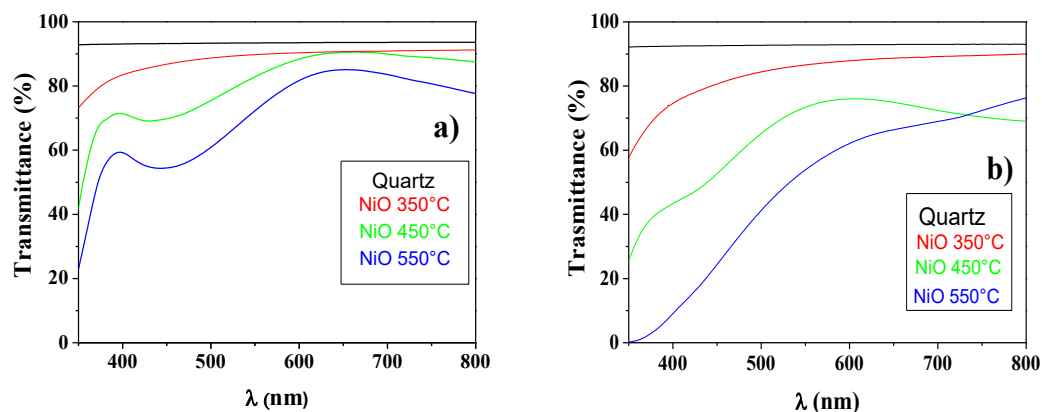 100
80
60
40
20
0
Transmittance (%)
a)
Quartz
NiO 350°C
NiO 450°C
NiO 550°C
400 500 600 700 800
λ (nm)
100
80
60
40
20
0
Trasmittance (%)
b)
Quartz
NiO 350°C
NiO 450°C
NiO 550°C
400 500 600 700 800
λ (nm)